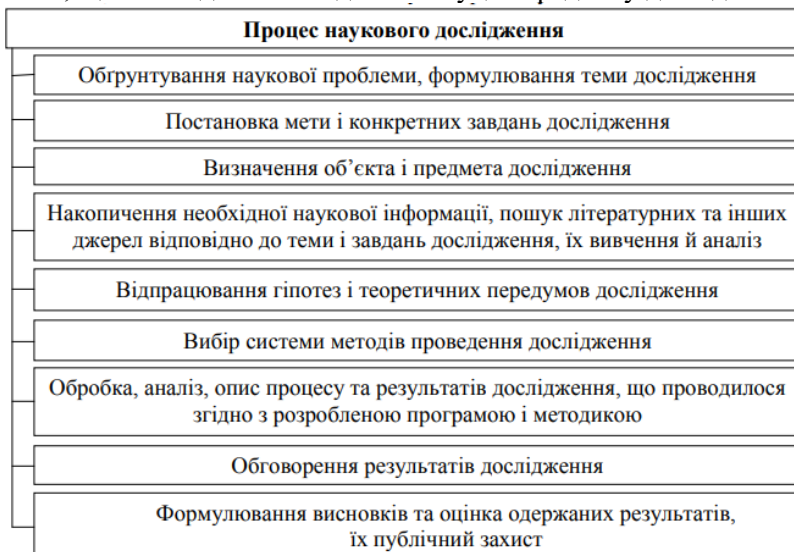 Процес наукового дослідження
Обґрунтування наукової проблеми, формулювання теми дослідження
Постановка мети і конкретних завдань дослідження
Визначення об’єкта і предмета дослідження
Накопичення необхідної наукової інформації, пошук літературних та інших
джерел відповідно до теми і завдань дослідження, їх вивчення й аналіз
Відпрацювання гіпотез і теоретичних передумов дослідження
Вибір системи методів проведення дослідження
Обробка, аналіз, опис процесу та результатів дослідження, що проводилося
згідно з розробленою програмою і методикою
Обговорення результатів дослідження
Формулювання висновків та оцінка одержаних результатів,
їх публічний захист